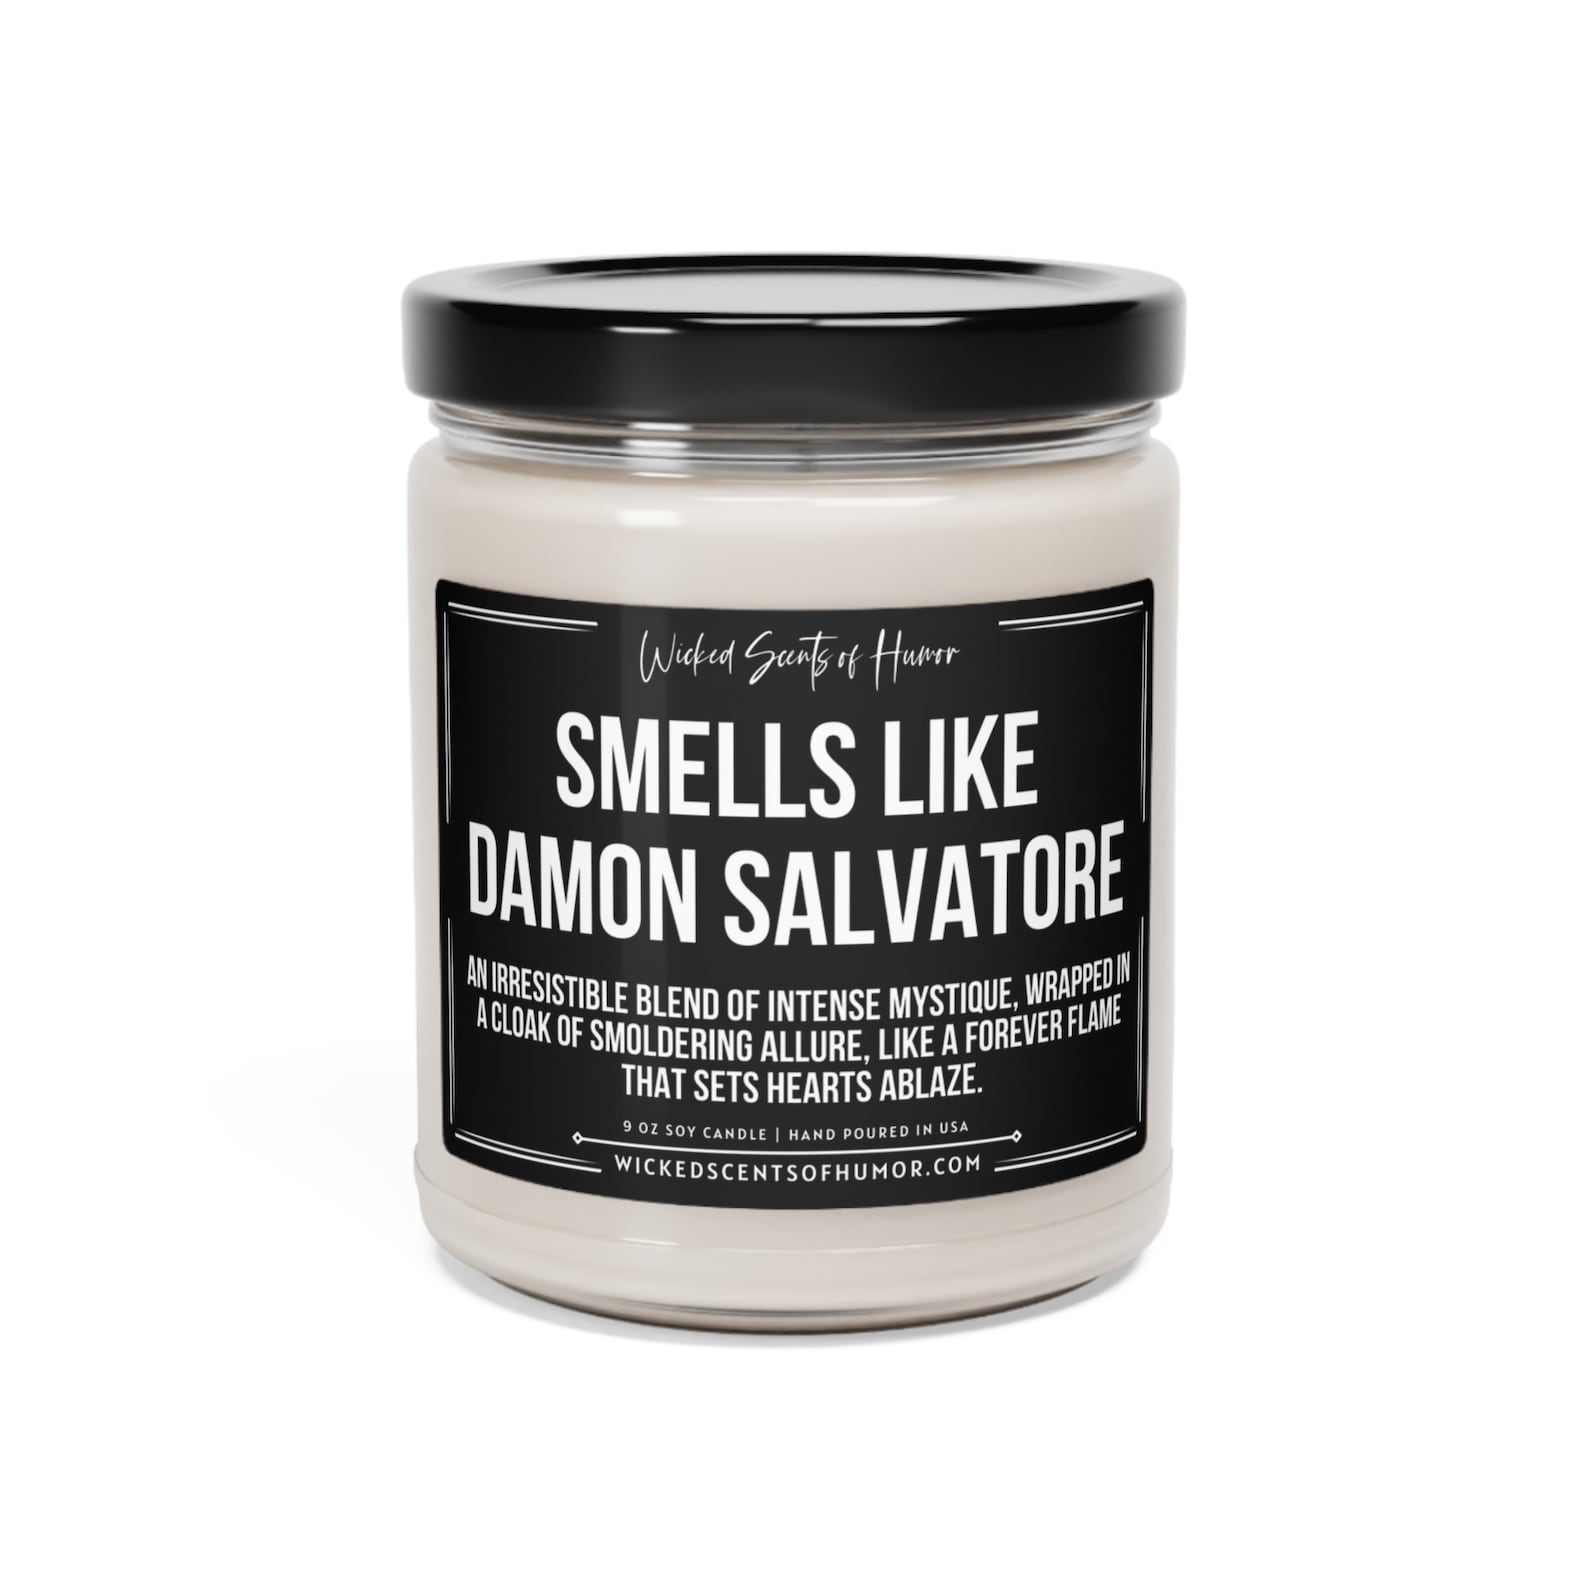 Wicked Scents of Humor
SMELLS LIKE
DAMON SALVATORE
AN IRRESISTIBLE BLEND OF INTENSE MYSTIQUE, WRAPPED IN
A CLOAK OF SMOLDERING ALLURE, LIKE A FOREVER FLAME
THAT SETS HEARTS ABLAZE.
9 OZ SOY CANDLE | HAND POURED IN USA
WICKEDSCENTSOFHUMOR.COM